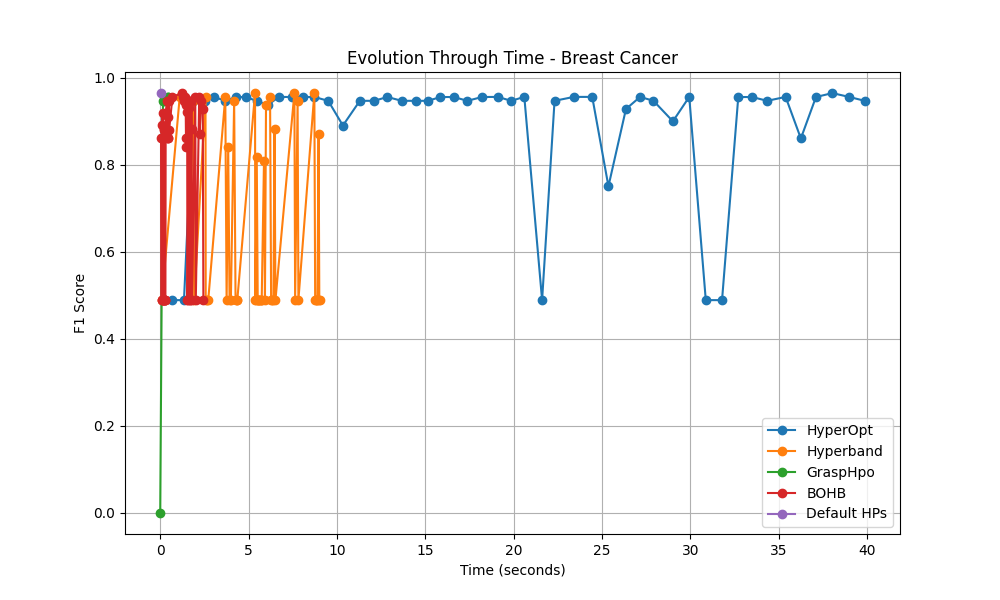 Evolution Through Time - Breast Cancer
F1 Score
1.0
0.8
0.6
0.4
0.2
0.0
0 5 10 15 20 25 30 35 40
Time (seconds)
HyperOpt
Hyperband
GraspHpo
BOHB
Default HPs